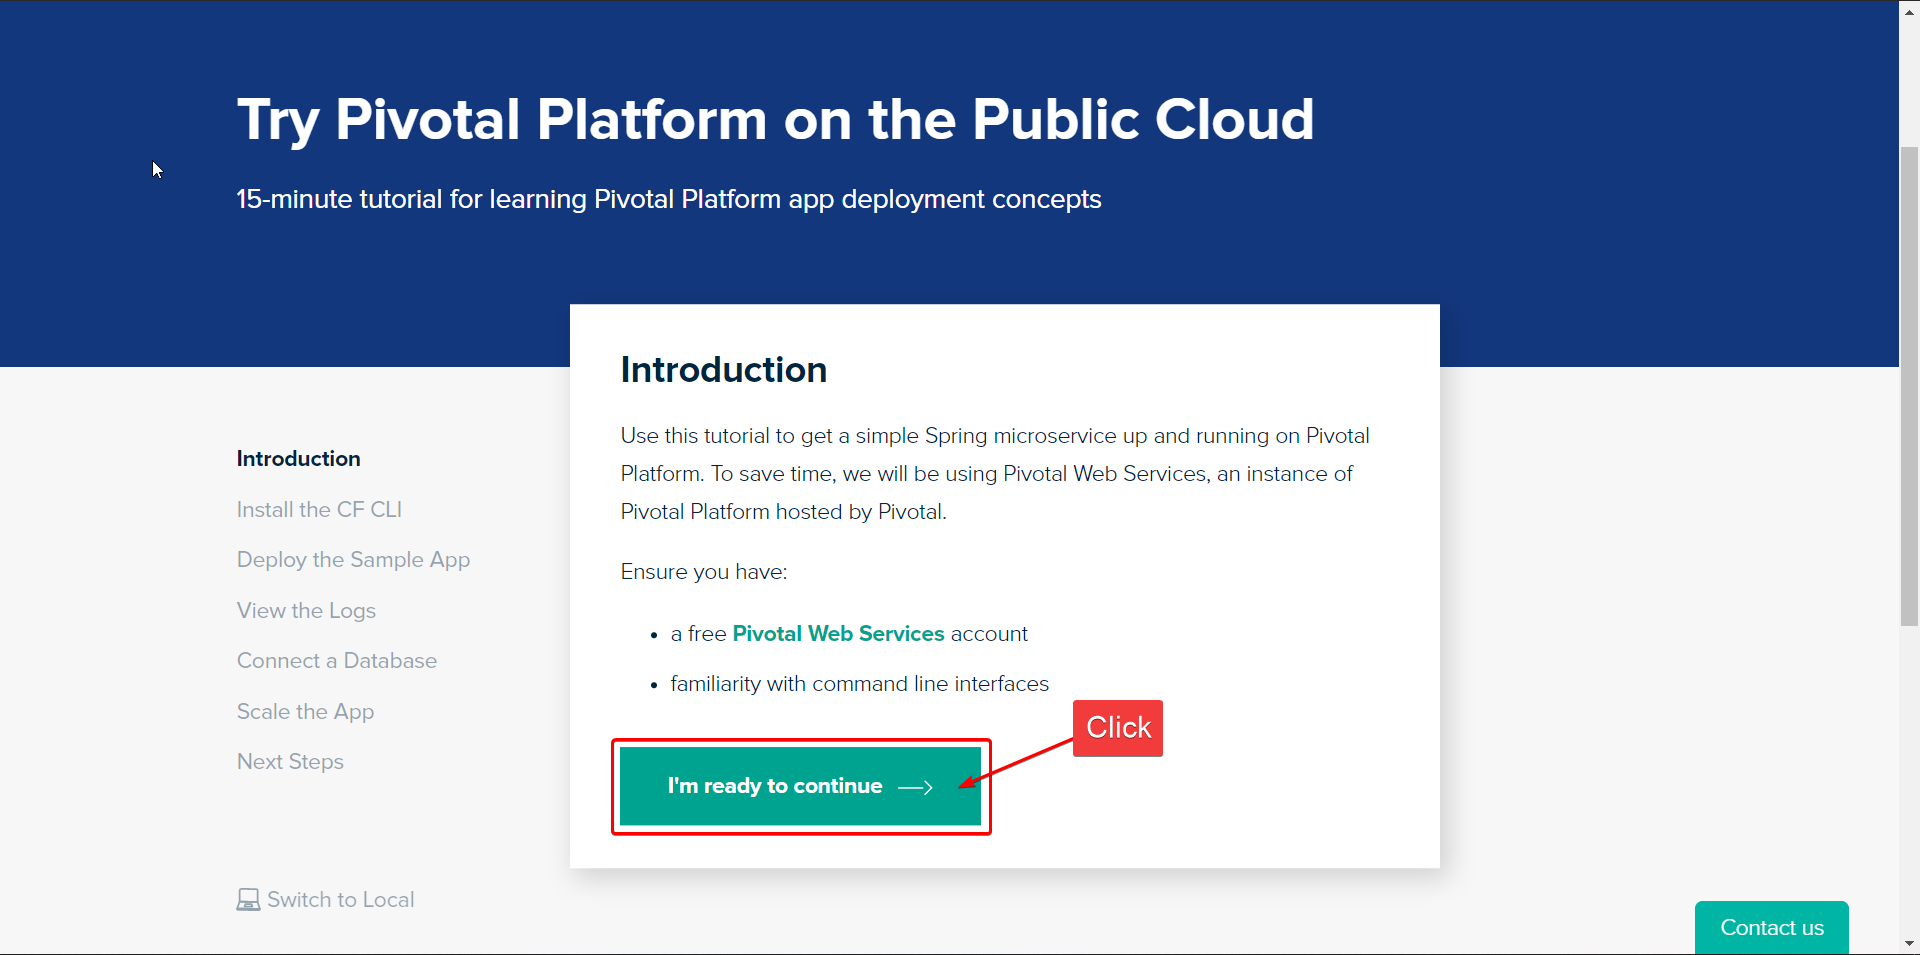 Try Pivotal Platform on the Public Cloud
15-minute tutorial for learning Pivotal Platform app deployment concepts
Introduction
Install the CF CLI
Deploy the Sample App
View the Logs
Connect a Database
Scale the App
Next Steps
Switch to Local
Introduction
Use this tutorial to get a simple Spring microservice up and running on Pivotal
Platform. To save time, we will be using Pivotal Web Services, an instance of
Pivotal Platform hosted by Pivotal.
Ensure you have:
• a free Pivotal Web Services account
• familiarity with command line interfaces
Click
I'm ready to continue
Contact us